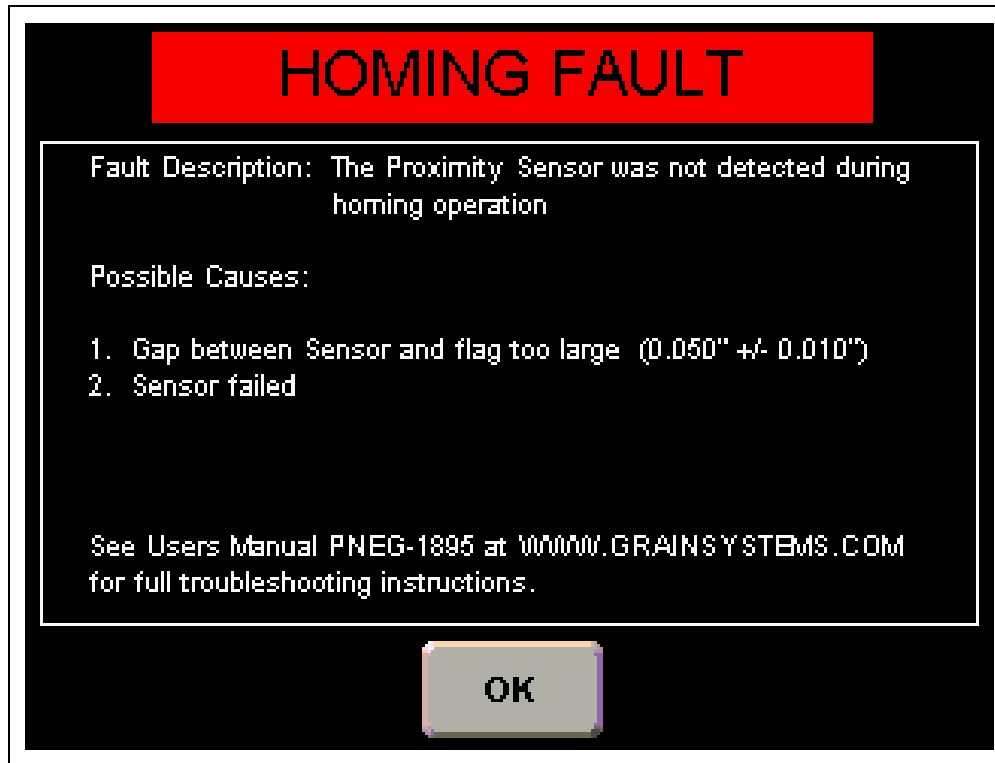 HOMING FAULT
Fault Description: The Proximity Sensor was not detected during
homing operation
Possible Causes:
1. Gap between Sensor and flag too large (0.050" +/- 0.010")
2. Sensor failed
See Users Manual PNEG-1895 at WWW.GRAINSYSTEMS.COM
for full troubleshooting instructions.
OK